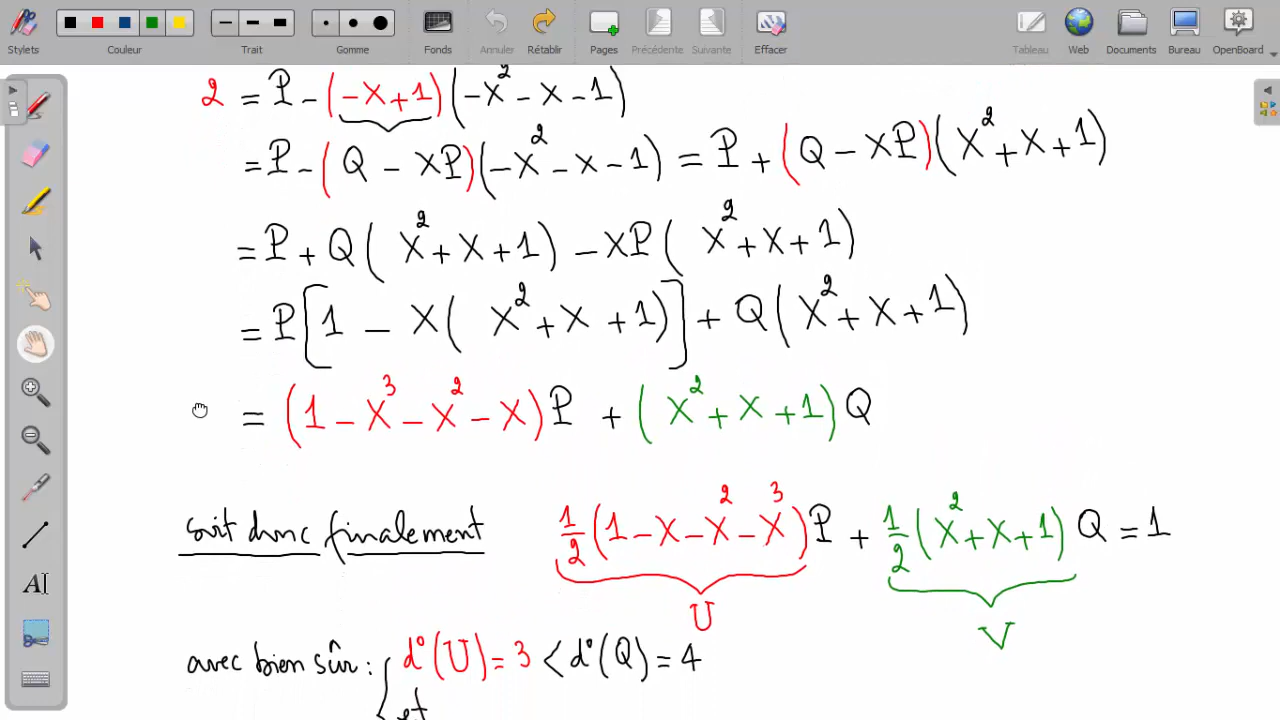 Stylets Couleur Trait Gomme Fonds Annuler Rétablir Pages Précédente Suivante Effacer Tableau Web Documents Bureau OpenBoard
2 = P - (-X+1)(-X² - X - 1)
= P - (Q - XP)(-X² - X - 1) = P + (Q - XP)(X² + X + 1)
= P + Q(X² + X + 1) - XP(X² + X + 1)
= P[1 - X(X² + X + 1)] + Q(X² + X + 1)
= (1 - X³ - X² - X)P + (X² + X + 1)Q
soit donc finalement 1/2 (1 - X - X² - X³)P + 1/2 (X² + X + 1)Q = 1
U V
avec bien sûr : { d°(U) = 3 < d°(Q) = 4
et
AI